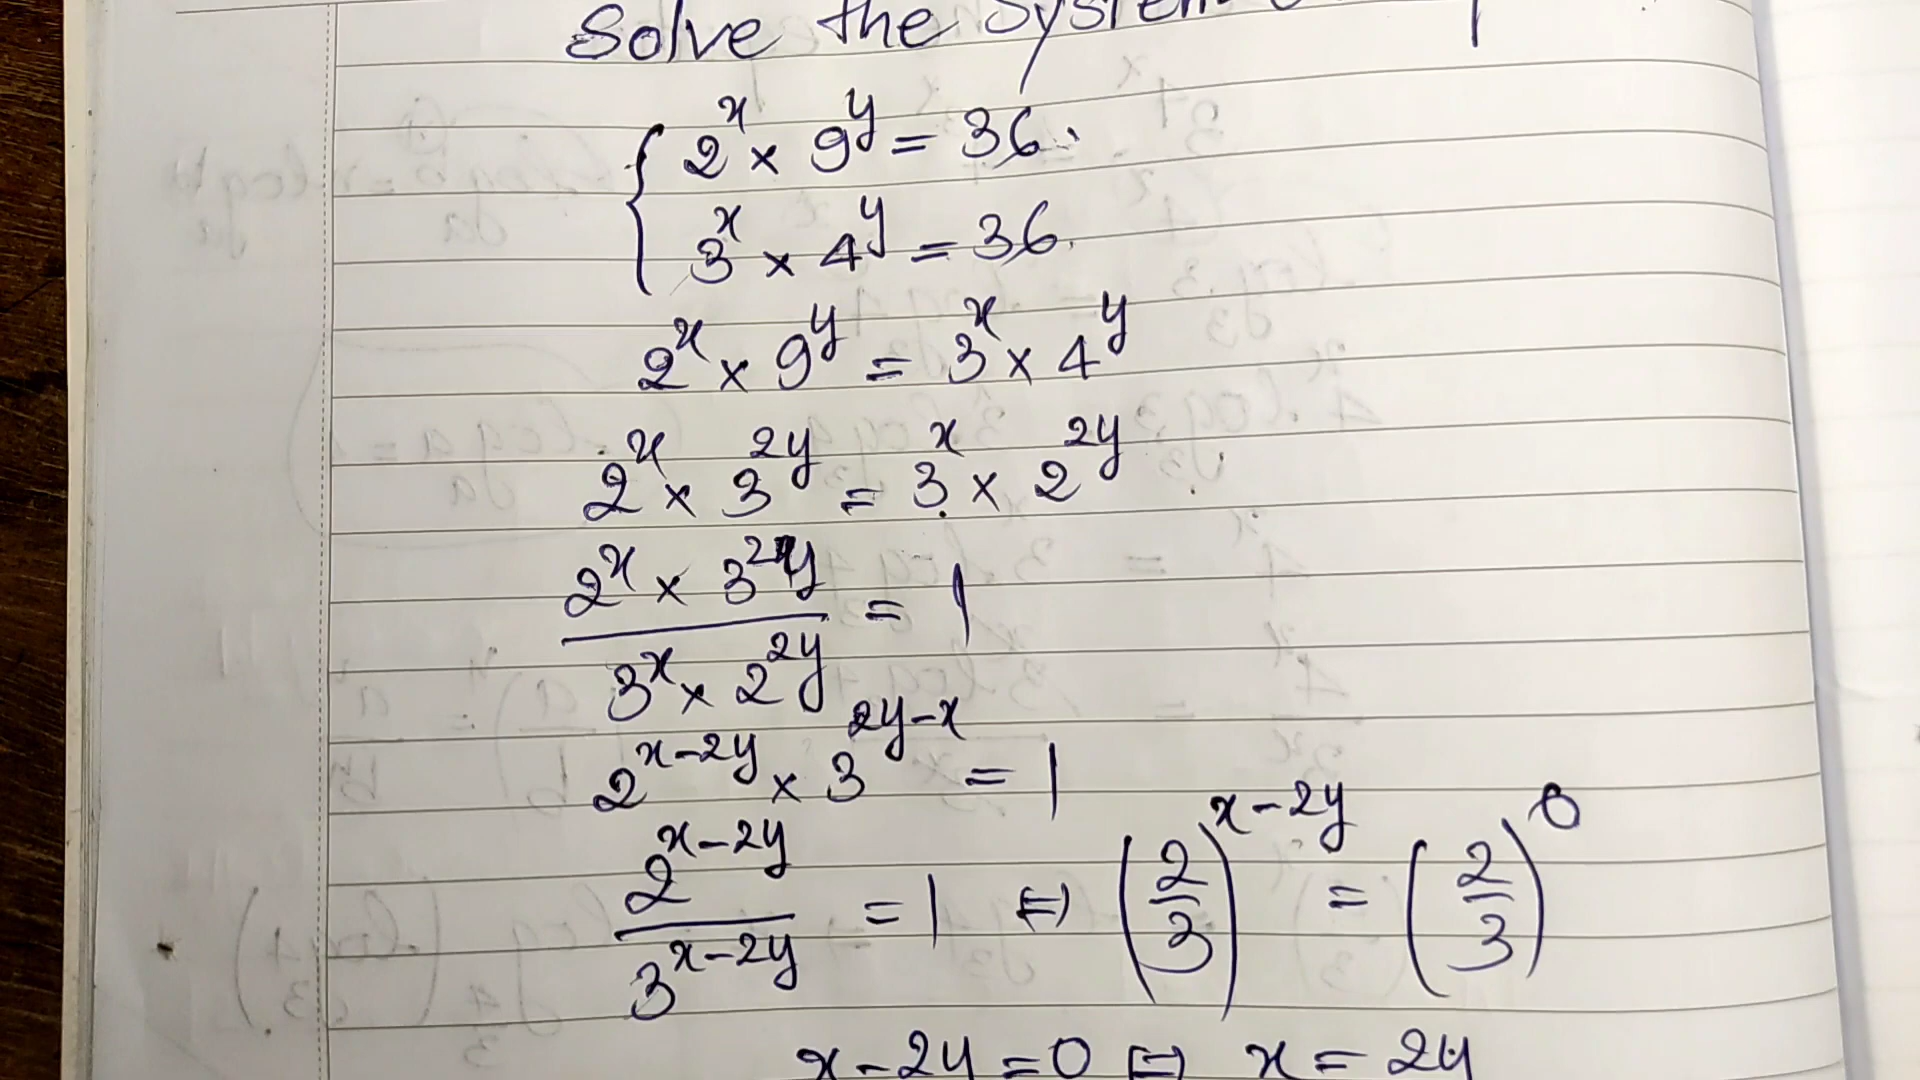 Solve the System
2^x × 9^y = 36.
3^x × 4^y = 36.
2^x × 9^y = 3^x × 4^y
2^x × 3^2y = 3^x × 2^2y
(2^x × 3^2y) / (3^x × 2^2y) = 1
2^x-2y × 3^2y-x = 1
2^x-2y / 3^x-2y = 1 ⇔ (2/3)^x-2y = (2/3)^0
x-2y = 0 ⇔ x = 2y